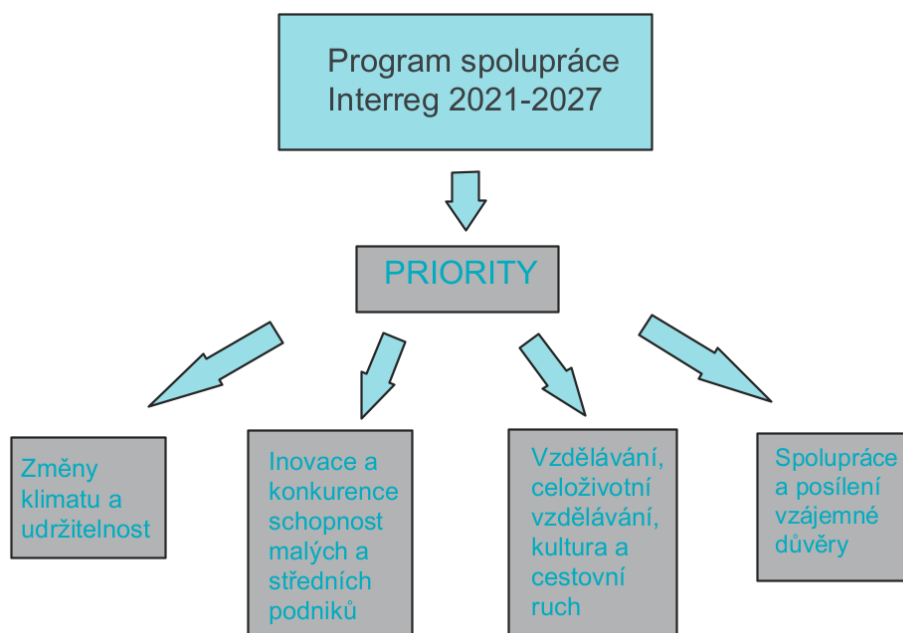 Program spolupráce
Interreg 2021-2027
PRIORITY
Změny
klimatu a
udržitelnost
Inovace a
konkurence
schopnost
malých a
středních
podniků
Vzdělávání,
celoživotní
vzdělávání,
kultura a
cestovní
ruch
Spolupráce
a posílení
vzájemné
důvěry